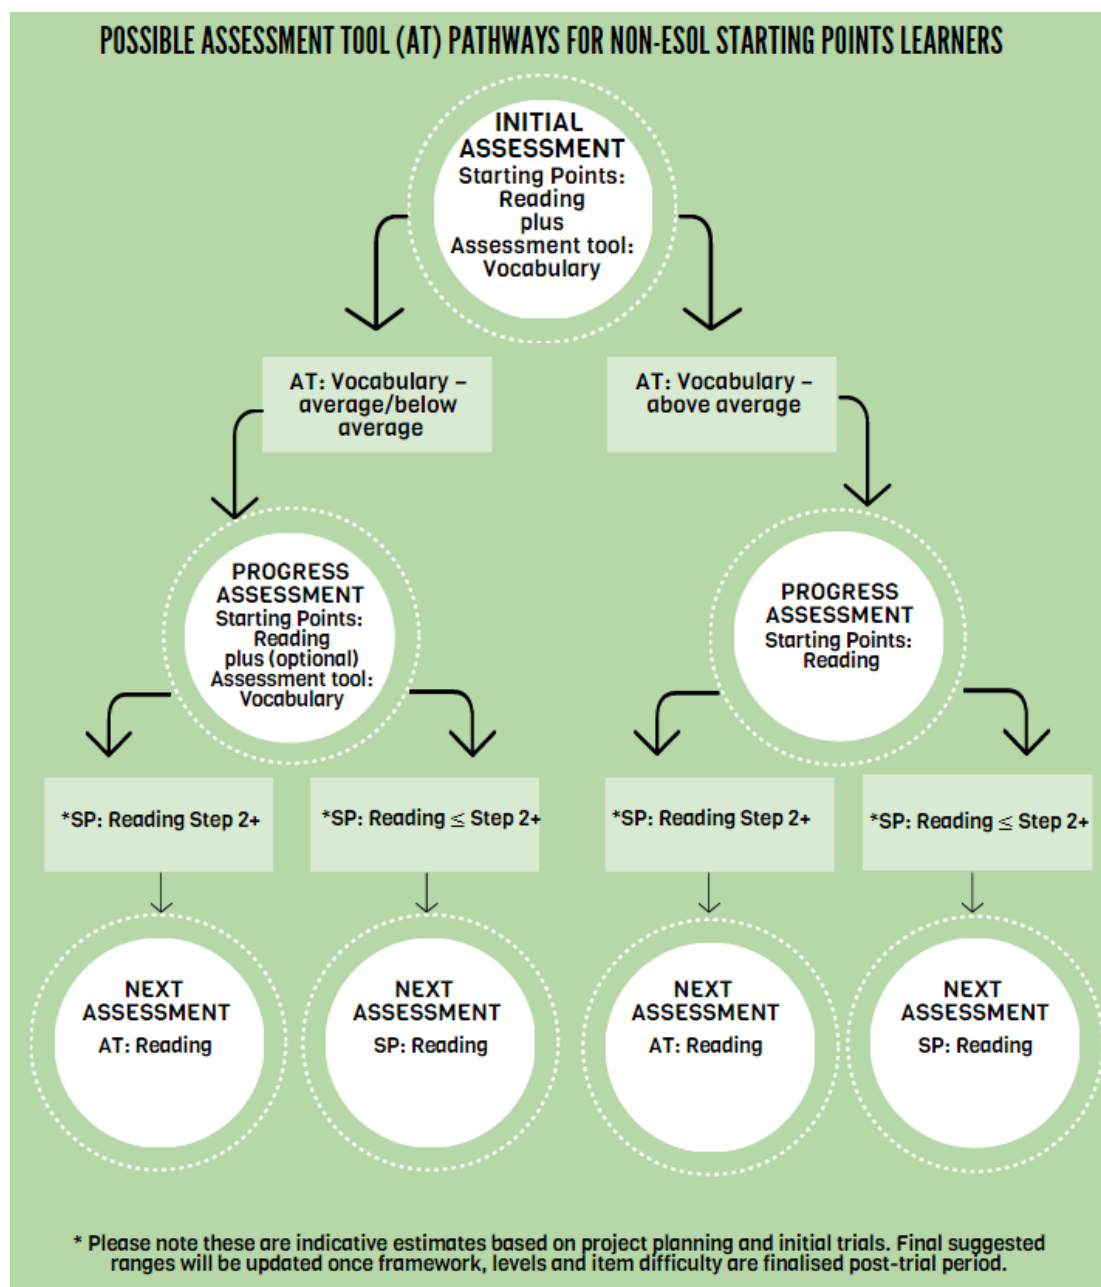 POSSIBLE ASSESSMENT TOOL (AT) PATHWAYS FOR NON-ESOL STARTING POINTS LEARNERS
INITIAL
ASSESSMENT
Starting Points:
Reading
plus
Assessment tool:
Vocabulary
AT: Vocabulary –
average/below
average
AT: Vocabulary –
above average
PROGRESS
ASSESSMENT
Starting Points:
Reading
plus (optional)
Assessment tool:
Vocabulary
PROGRESS
ASSESSMENT
Starting Points:
Reading
*SP: Reading Step 2+
*SP: Reading ≤ Step 2+
*SP: Reading Step 2+
*SP: Reading ≤ Step 2+
NEXT
ASSESSMENT
AT: Reading
NEXT
ASSESSMENT
SP: Reading
NEXT
ASSESSMENT
AT: Reading
NEXT
ASSESSMENT
SP: Reading
* Please note these are indicative estimates based on project planning and initial trials. Final suggested
ranges will be updated once framework, levels and item difficulty are finalised post-trial period.